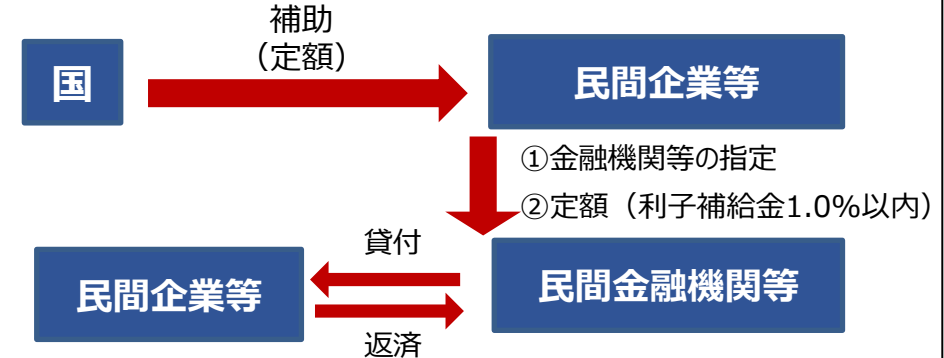 補助
（定額）
国
民間企業等
①金融機関等の指定
②定額（利子補給金1.0%以内）
貸付
民間企業等
民間金融機関等
返済